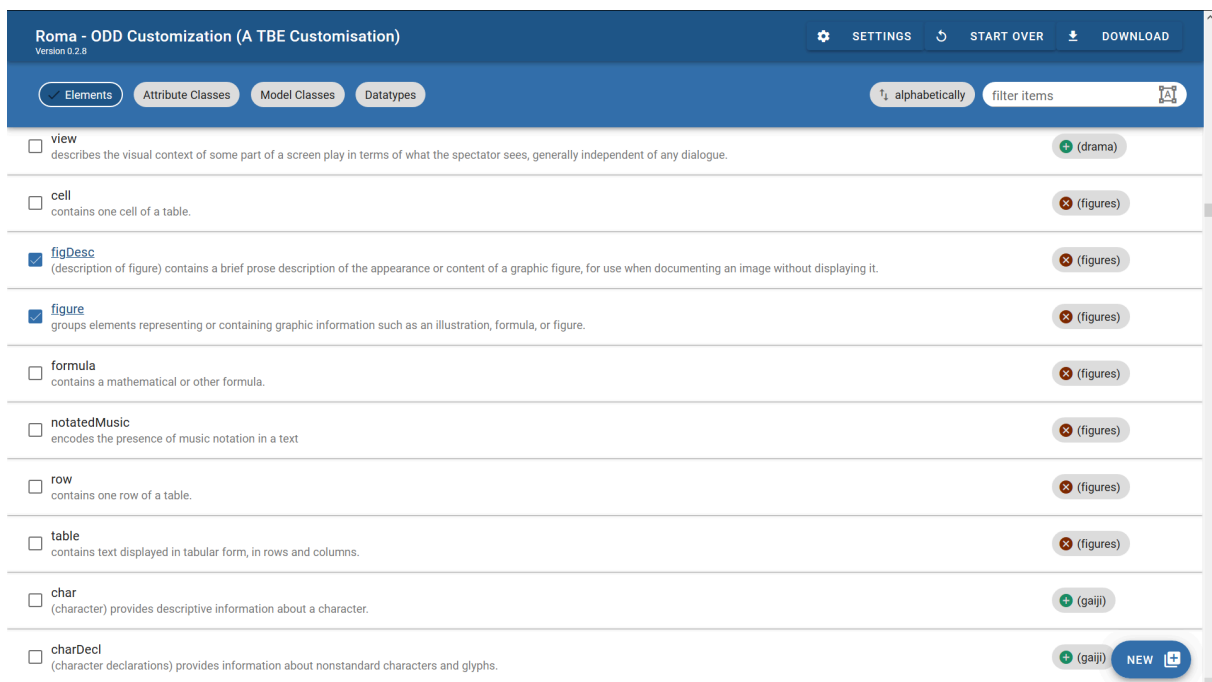 Roma - ODD Customization (A TBE Customisation)
Version 0.2.8
SETTINGS
START OVER
DOWNLOAD
Elements
Attribute Classes
Model Classes
Datatypes
alphabetically
filter items
view
describes the visual context of some part of a screen play in terms of what the spectator sees, generally independent of any dialogue.
(drama)
cell
contains one cell of a table.
(figures)
figDesc
(description of figure) contains a brief prose description of the appearance or content of a graphic figure, for use when documenting an image without displaying it.
(figures)
figure
groups elements representing or containing graphic information such as an illustration, formula, or figure.
(figures)
formula
contains a mathematical or other formula.
(figures)
notatedMusic
encodes the presence of music notation in a text
(figures)
row
contains one row of a table.
(figures)
table
contains text displayed in tabular form, in rows and columns.
(figures)
char
(character) provides descriptive information about a character.
(gaiji)
charDecl
(character declarations) provides information about nonstandard characters and glyphs.
(gaiji)
NEW